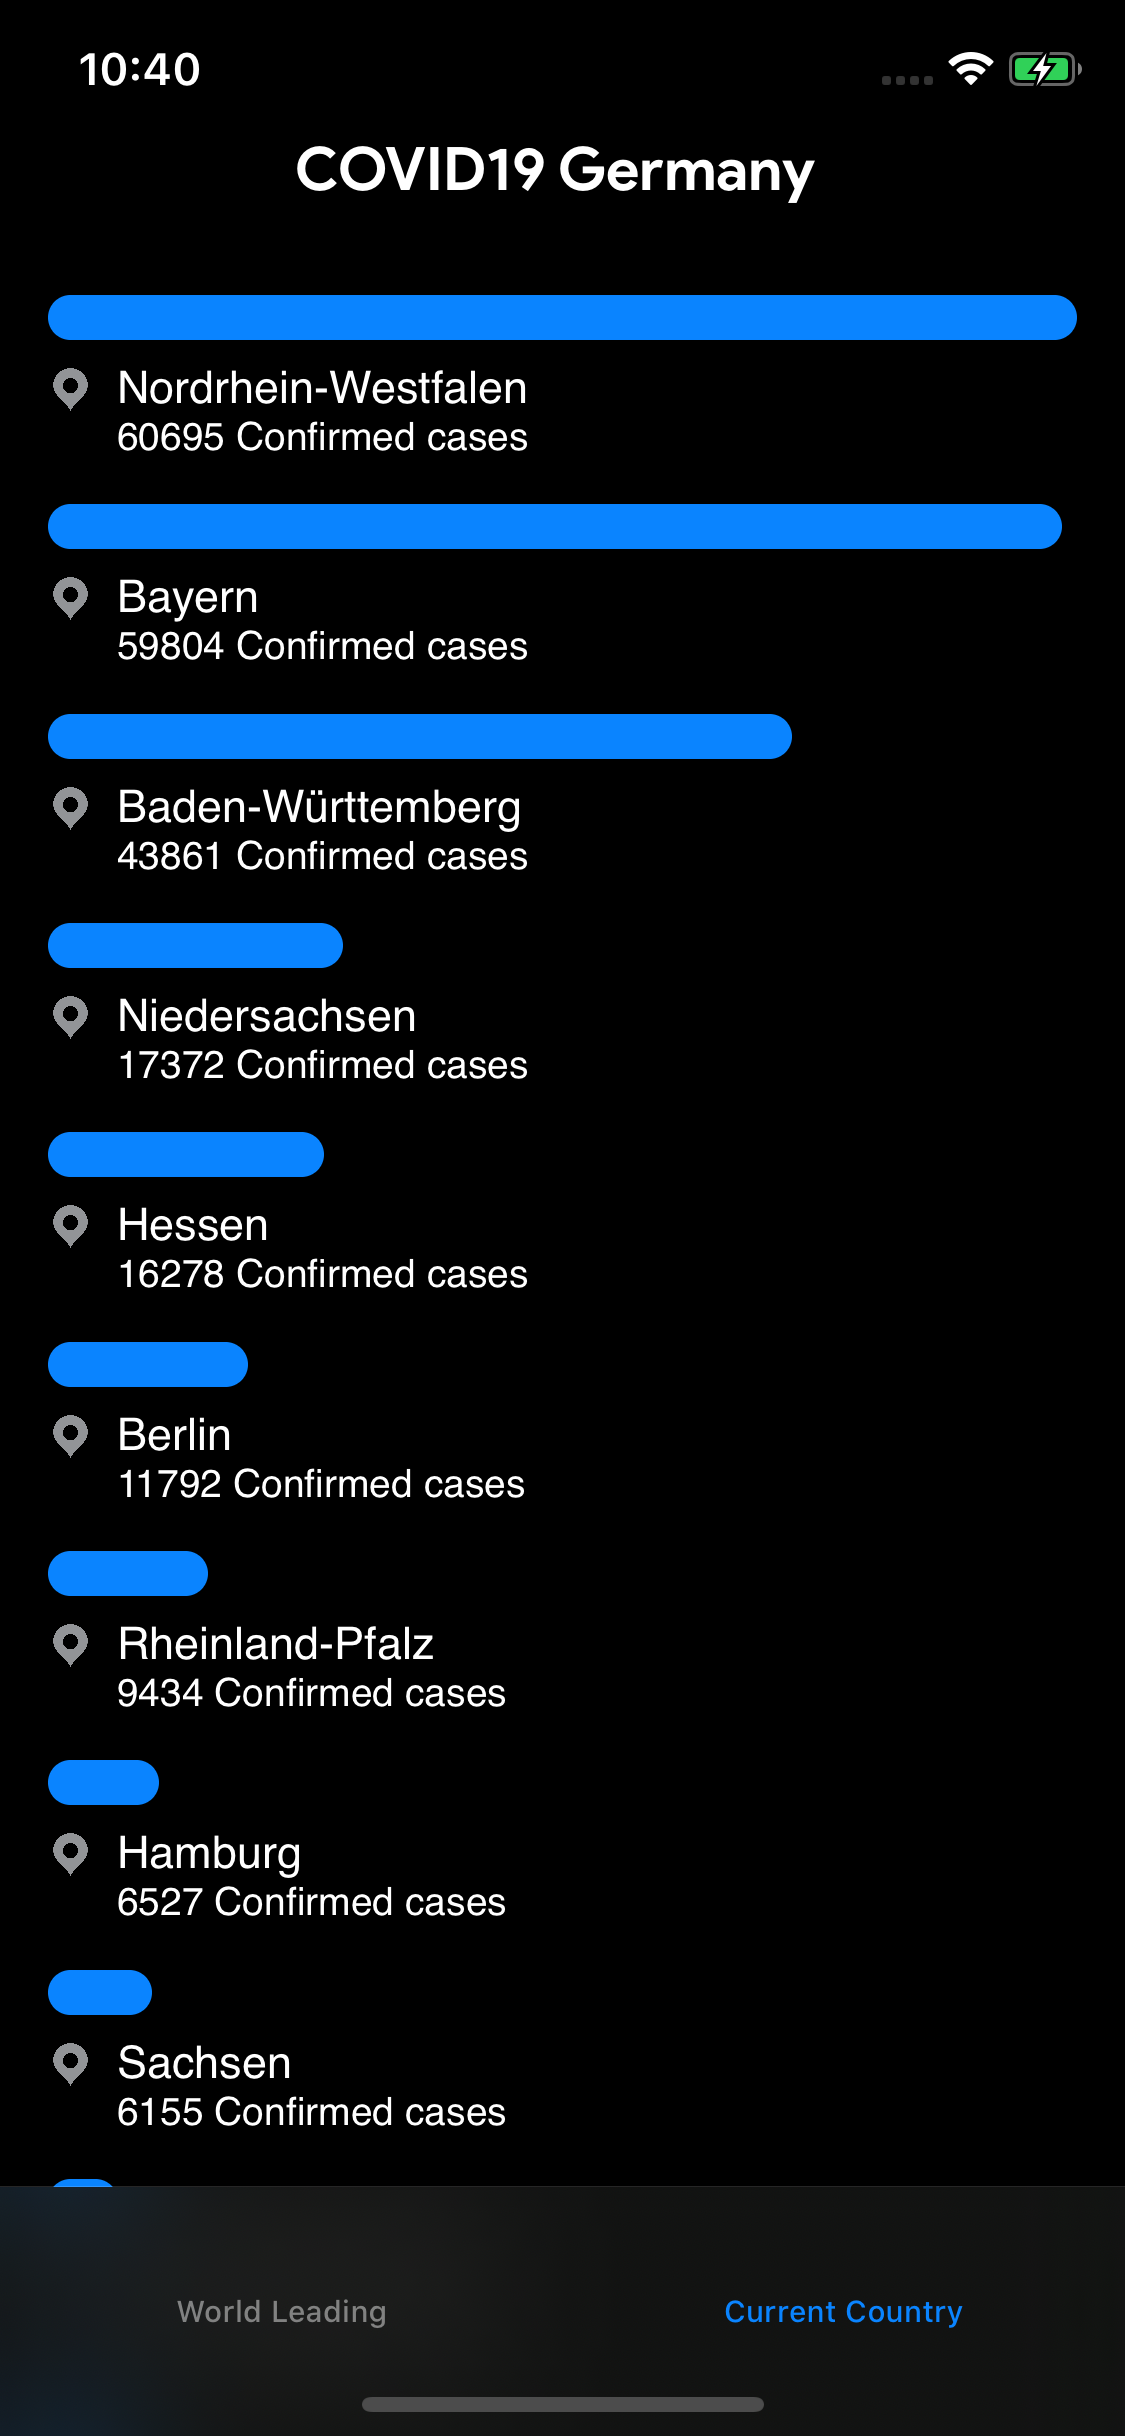 10:40
COVID19 Germany
Nordrhein-Westfalen
60695 Confirmed cases
Bayern
59804 Confirmed cases
Baden-Württemberg
43861 Confirmed cases
Niedersachsen
17372 Confirmed cases
Hessen
16278 Confirmed cases
Berlin
11792 Confirmed cases
Rheinland-Pfalz
9434 Confirmed cases
Hamburg
6527 Confirmed cases
Sachsen
6155 Confirmed cases
World Leading
Current Country